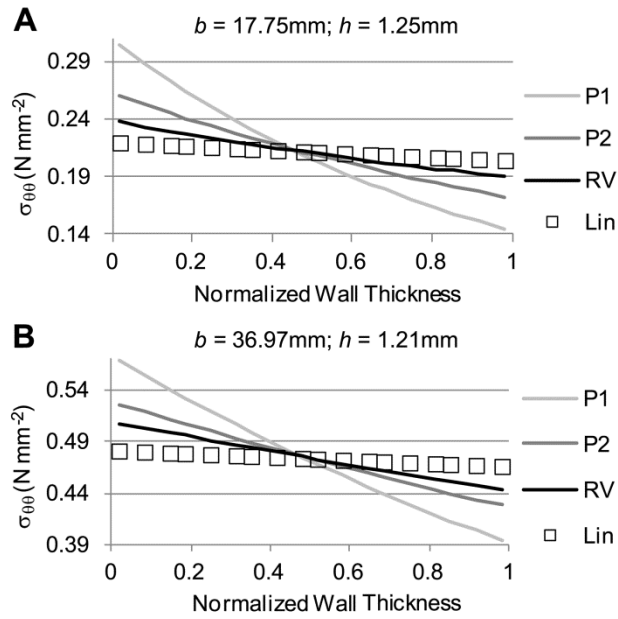 A
b = 17.75mm; h = 1.25mm
σθθ (N mm-2)
0.29
0.24
0.19
0.14
0 0.2 0.4 0.6 0.8 1
Normalized Wall Thickness
P1
P2
RV
Lin
B
b = 36.97mm; h = 1.21mm
σθθ (N mm-2)
0.54
0.49
0.44
0.39
0 0.2 0.4 0.6 0.8 1
Normalized Wall Thickness
P1
P2
RV
Lin